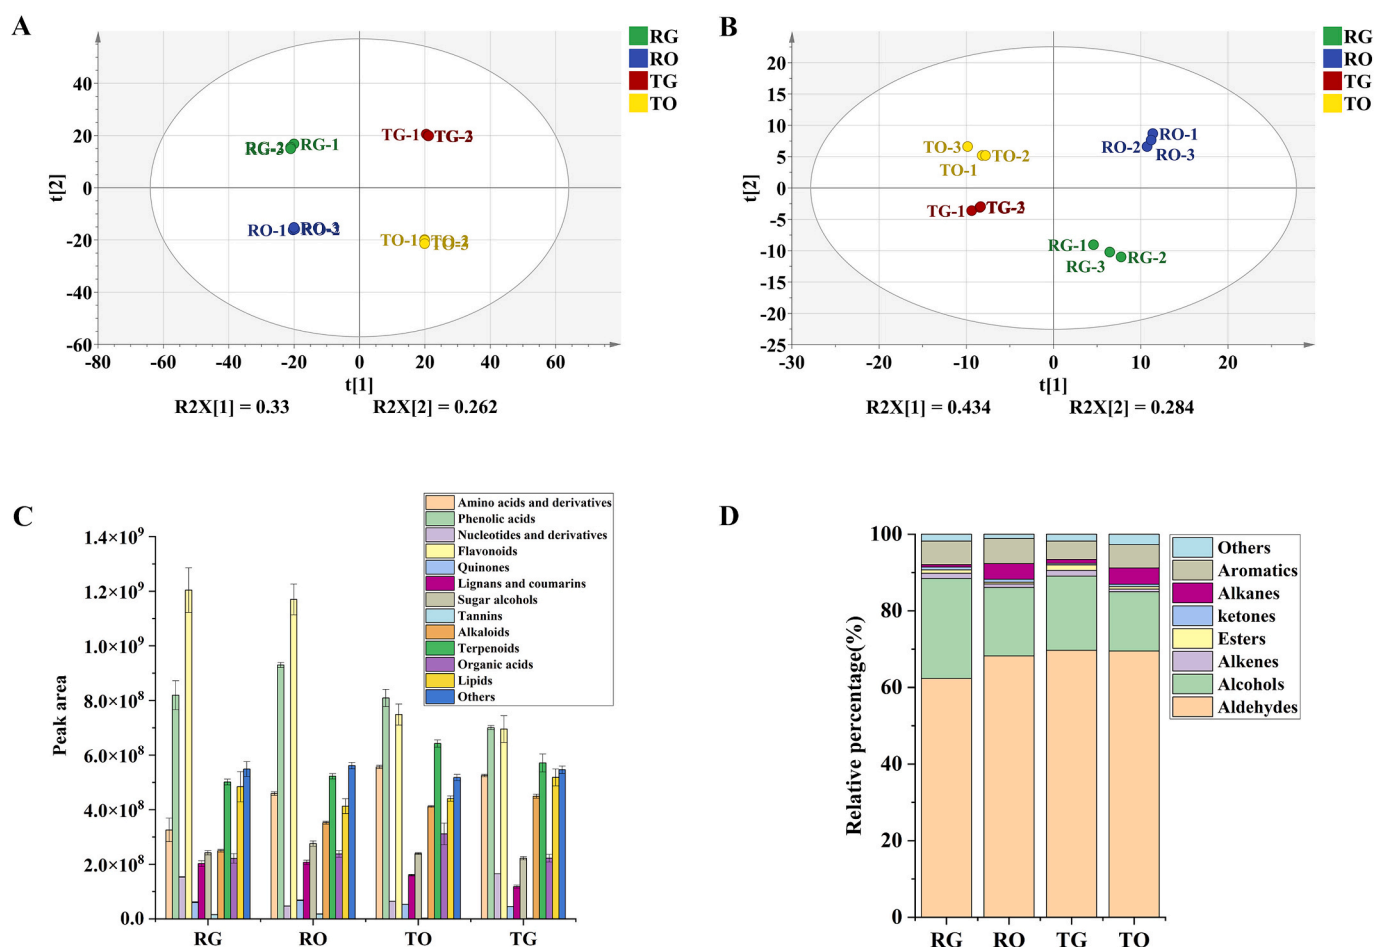 A
RG
RO
TG
TO
40
20
0
-20
-40
-60
t[2]
RG-3
RG-1
TG-1
TG-3
RO-1
RO-2
TO-1
TO-2
TO-3
-80
-60
-40
-20
0
20
40
60
t[1]
R2X[1] = 0.33
R2X[2] = 0.262
B
RG
RO
TG
TO
20
15
10
5
0
-5
-10
-15
-20
-25
t[2]
TO-3
TO-2
TO-1
RO-1
RO-2
RO-3
TG-1
TG-3
RG-1
RG-2
RG-3
-30
-20
-10
0
10
20
t[1]
R2X[1] = 0.434
R2X[2] = 0.284
C
Amino acids and derivatives
Phenolic acids
Nucleotides and derivatives
Flavonoids
Quinones
Lignans and coumarins
Sugar alcohols
Tannins
Alkaloids
Terpenoids
Organic acids
Lipids
Others
1.4×10⁹
1.2×10⁹
1.0×10⁹
8.0×10⁸
6.0×10⁸
4.0×10⁸
2.0×10⁸
0.0
Peak area
RG
RO
TO
TG
D
Others
Aromatics
Alkanes
ketones
Esters
Alkenes
Alcohols
Aldehydes
100
80
60
40
20
0
Relative percentage(%)
RG
RO
TG
TO